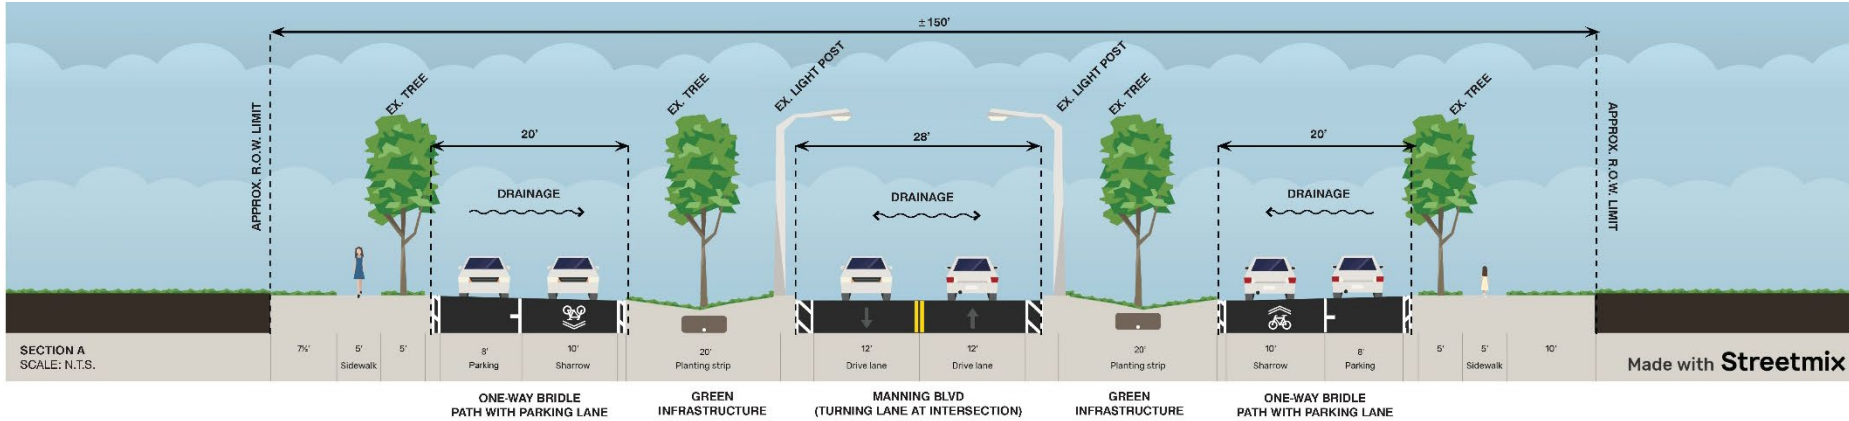 ±150'
APPROX. R.O.W. LIMIT
EX. TREE
20'
DRAINAGE
EX. TREE
EX. LIGHT POST
28'
DRAINAGE
EX. LIGHT POST
EX. TREE
20'
DRAINAGE
EX. TREE
APPROX. R.O.W. LIMIT
SECTION A
SCALE: N.T.S.
7½'
5'
Sidewalk
5'
8'
Parking
10'
Sharrow
20'
Planting strip
12'
Drive lane
12'
Drive lane
20'
Planting strip
10'
Sharrow
8'
Parking
5'
5'
Sidewalk
10'
Made with Streetmix
ONE-WAY BRIDLE
PATH WITH PARKING LANE
GREEN
INFRASTRUCTURE
MANNING BLVD
(TURNING LANE AT INTERSECTION)
GREEN
INFRASTRUCTURE
ONE-WAY BRIDLE
PATH WITH PARKING LANE